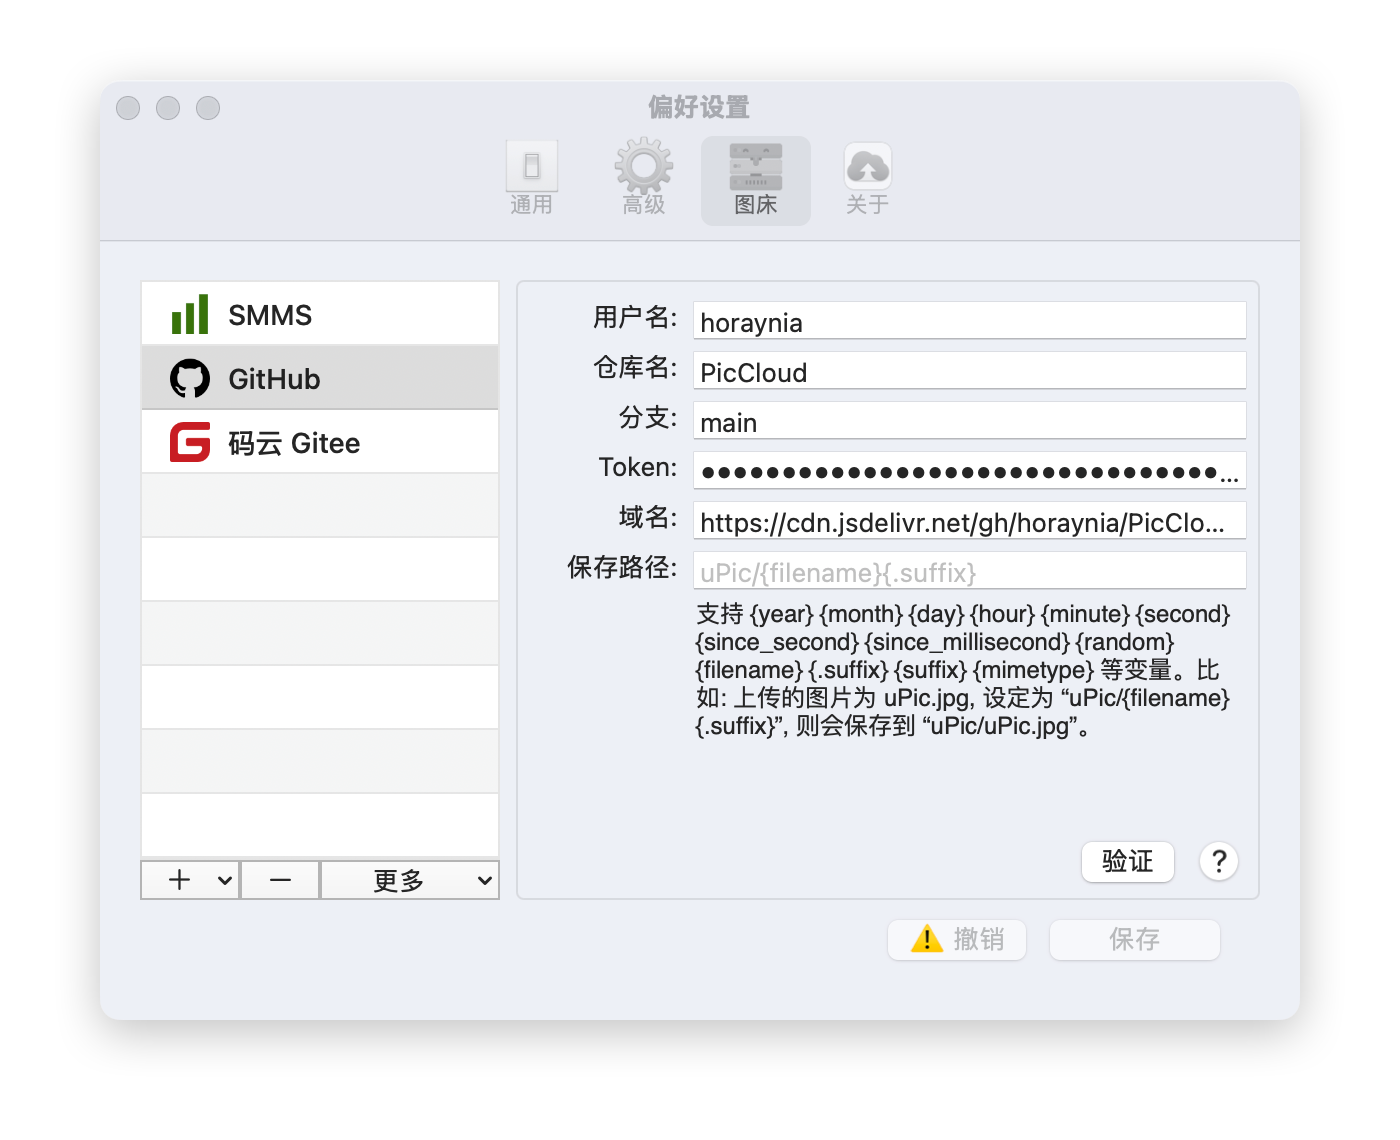 偏好设置
通用
高级
图床
关于
SMMS
GitHub
码云 Gitee
更多
用户名: horaynia
仓库名: PicCloud
分支: main
Token: ●●●●●●●●●●●●●●●●●●●●●●●●●●●●●●●●...
域名: https://cdn.jsdelivr.net/gh/horaynia/PicClo...
保存路径: uPic/{filename}{.suffix}
支持 {year} {month} {day} {hour} {minute} {second}
{since_second} {since_millisecond} {random}
{filename} {.suffix} {suffix} {mimetype} 等变量。比
如: 上传的图片为 uPic.jpg, 设定为 “uPic/{filename}
{.suffix}”, 则会保存到 “uPic/uPic.jpg”。
验证
?
撤销
保存